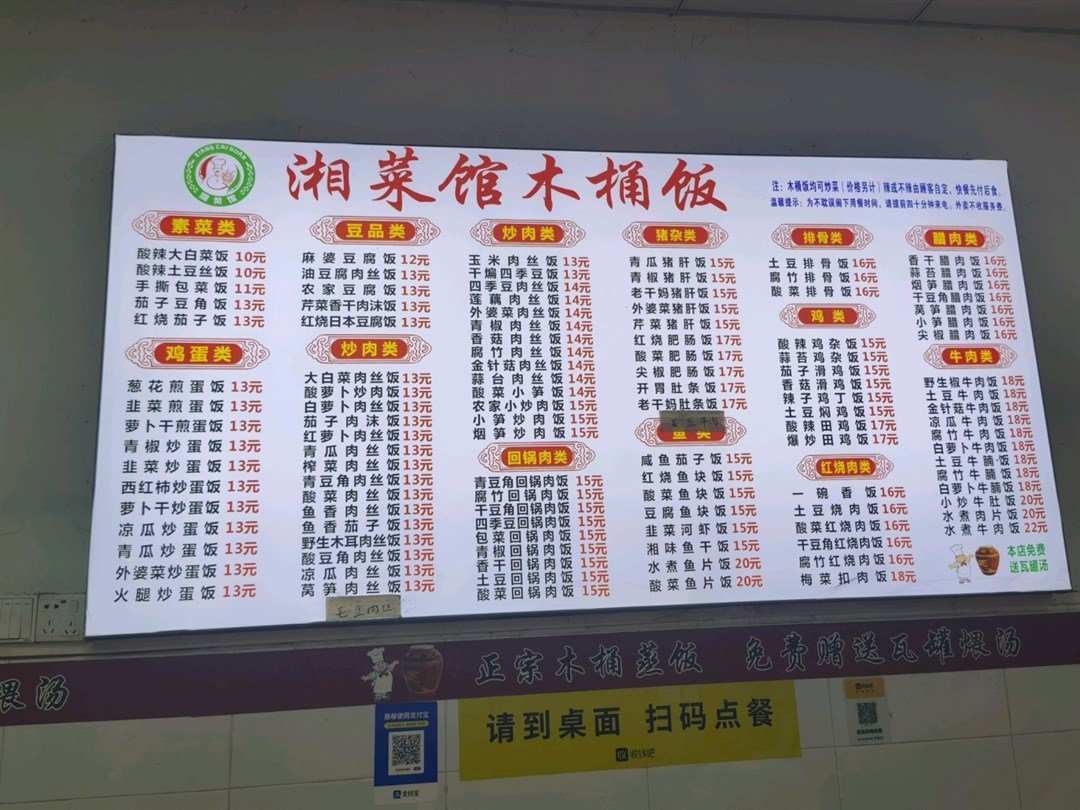 XIANG CAI GUAN
湘菜馆
湘菜馆木桶饭
注:木桶饭均可炒菜(价格另计)辣或不辣由顾客自定,快餐先付后食。
温馨提示:为不耽误阁下用餐时间,请提前四十分钟来电。外卖不收服务费。
素菜类
酸辣大白菜饭 10元
酸辣土豆丝饭 10元
手撕包菜饭 11元
茄子豆角饭 13元
红烧茄子饭 13元
鸡蛋类
葱花煎蛋饭 13元
韭菜煎蛋饭 13元
萝卜干煎蛋饭 13元
青椒炒蛋饭 13元
韭菜炒蛋饭 13元
西红柿炒蛋饭 13元
萝卜干炒蛋饭 13元
凉瓜炒蛋饭 13元
青瓜炒蛋饭 13元
外婆菜炒蛋饭 13元
火腿炒蛋饭 13元
豆品类
麻婆豆腐饭 12元
油豆腐肉丝饭 13元
农家豆腐饭 13元
芹菜香干肉沫饭 13元
红烧日本豆腐饭 13元
炒肉类
大白菜肉丝饭 13元
酸萝卜炒肉饭 13元
白萝卜肉丝饭 13元
茄子肉沫饭 13元
红萝卜肉丝饭 13元
青瓜肉丝饭 13元
榨菜肉丝饭 13元
青豆角肉丝饭 13元
酸菜肉丝饭 13元
鱼香肉丝饭 13元
鱼香茄子饭 13元
野生木耳肉丝饭 13元
酸豆角肉丝饭 13元
凉瓜肉丝饭 13元
莴笋肉丝饭 13元
毛豆肉丝
炒肉类
玉米肉丝饭 13元
干煸四季豆饭 13元
四季豆肉丝饭 14元
莲藕肉丝饭 14元
外婆菜肉丝饭 14元
青椒肉丝饭 14元
香菇肉丝饭 14元
腐竹肉丝饭 14元
金针菇肉丝饭 14元
蒜台肉丝饭 14元
酸菜小笋饭 14元
农家小炒肉饭 15元
小笋炒肉饭 15元
烟笋炒肉饭 15元
回锅肉类
青豆角回锅肉饭 15元
腐竹回锅肉饭 15元
干豆角回锅肉饭 15元
四季豆回锅肉饭 15元
包菜回锅肉饭 15元
青椒回锅肉饭 15元
香干回锅肉饭 15元
土豆回锅肉饭 15元
酸菜回锅肉饭 15元
猪杂类
青瓜猪肝饭 15元
青椒猪肝饭 15元
老干妈猪肝饭 15元
外婆菜猪肝饭 15元
芹菜猪肝饭 15元
红烧肥肠饭 17元
酸菜肥肠饭 17元
尖椒肥肠饭 17元
开胃肚条饭 17元
老干妈肚条饭 17元
毛豆牛肉
鱼类
咸鱼茄子饭 15元
红烧鱼块饭 15元
酸菜鱼块饭 15元
豆腐鱼块饭 15元
韭菜河虾饭 15元
湘味鱼干饭 15元
水煮鱼片饭 20元
酸菜鱼片饭 20元
排骨类
土豆排骨饭 16元
腐竹排骨饭 16元
酸菜排骨饭 16元
鸡类
酸辣鸡杂饭 15元
蒜苔鸡杂饭 15元
茄子滑鸡饭 15元
香菇滑鸡饭 15元
辣子鸡丁饭 15元
土豆焖鸡饭 15元
酸辣田鸡饭 17元
爆炒田鸡饭 17元
红烧肉类
一碗香饭 16元
土豆烧肉饭 16元
酸菜红烧肉饭 16元
干豆角红烧肉饭 16元
腐竹红烧肉饭 16元
梅菜扣肉饭 18元
腊肉类
香干腊肉饭 16元
蒜苔腊肉饭 16元
烟笋腊肉饭 16元
干豆角腊肉饭 16元
莴笋腊肉饭 16元
小笋腊肉饭 16元
尖椒腊肉饭 16元
牛肉类
野生椒牛肉饭 18元
土豆牛肉饭 18元
金针菇牛肉饭 18元
凉瓜牛肉饭 18元
腐竹牛肉饭 18元
白萝卜牛肉饭 18元
土豆牛腩饭 18元
腐竹牛腩饭 18元
白萝卜牛腩饭 18元
小笋牛肚饭 20元
水煮肉片饭 20元
水煮牛肉饭 22元
本店免费
送瓦罐汤
煨汤
正宗木桶蒸饭 免费赠送瓦罐煨汤
推荐使用支付宝
支付宝
请到桌面 扫码点餐
收钱吧